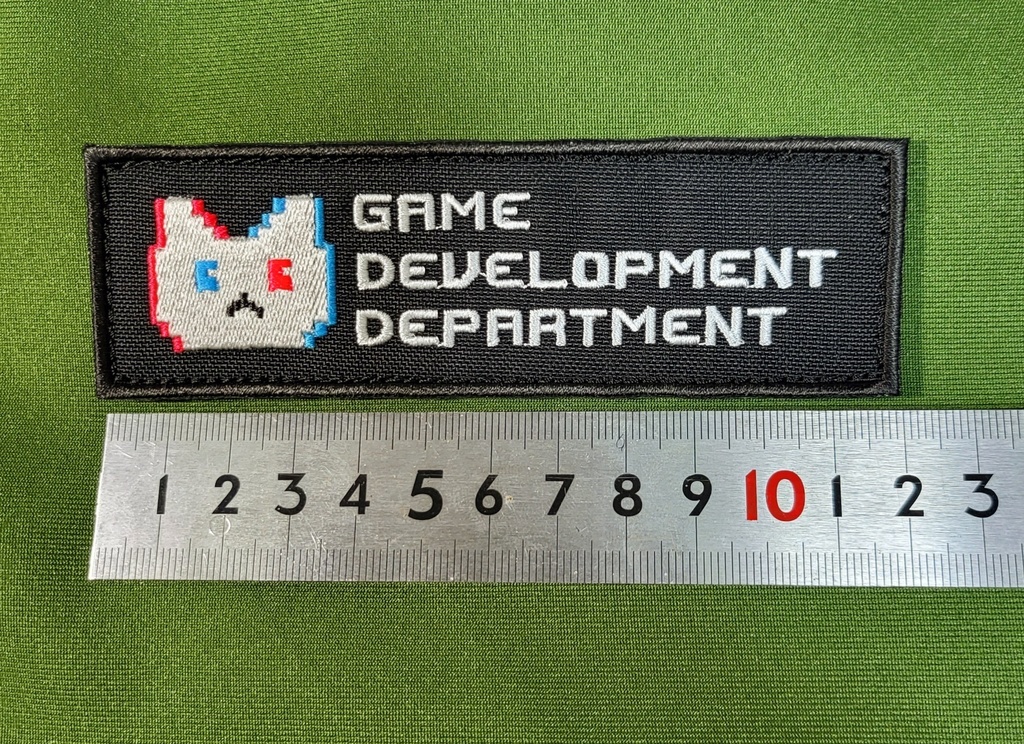 GAME
DEVELOPMENT
DEPARTMENT
1 2 3 4 5 6 7 8 9 10 1 2 3